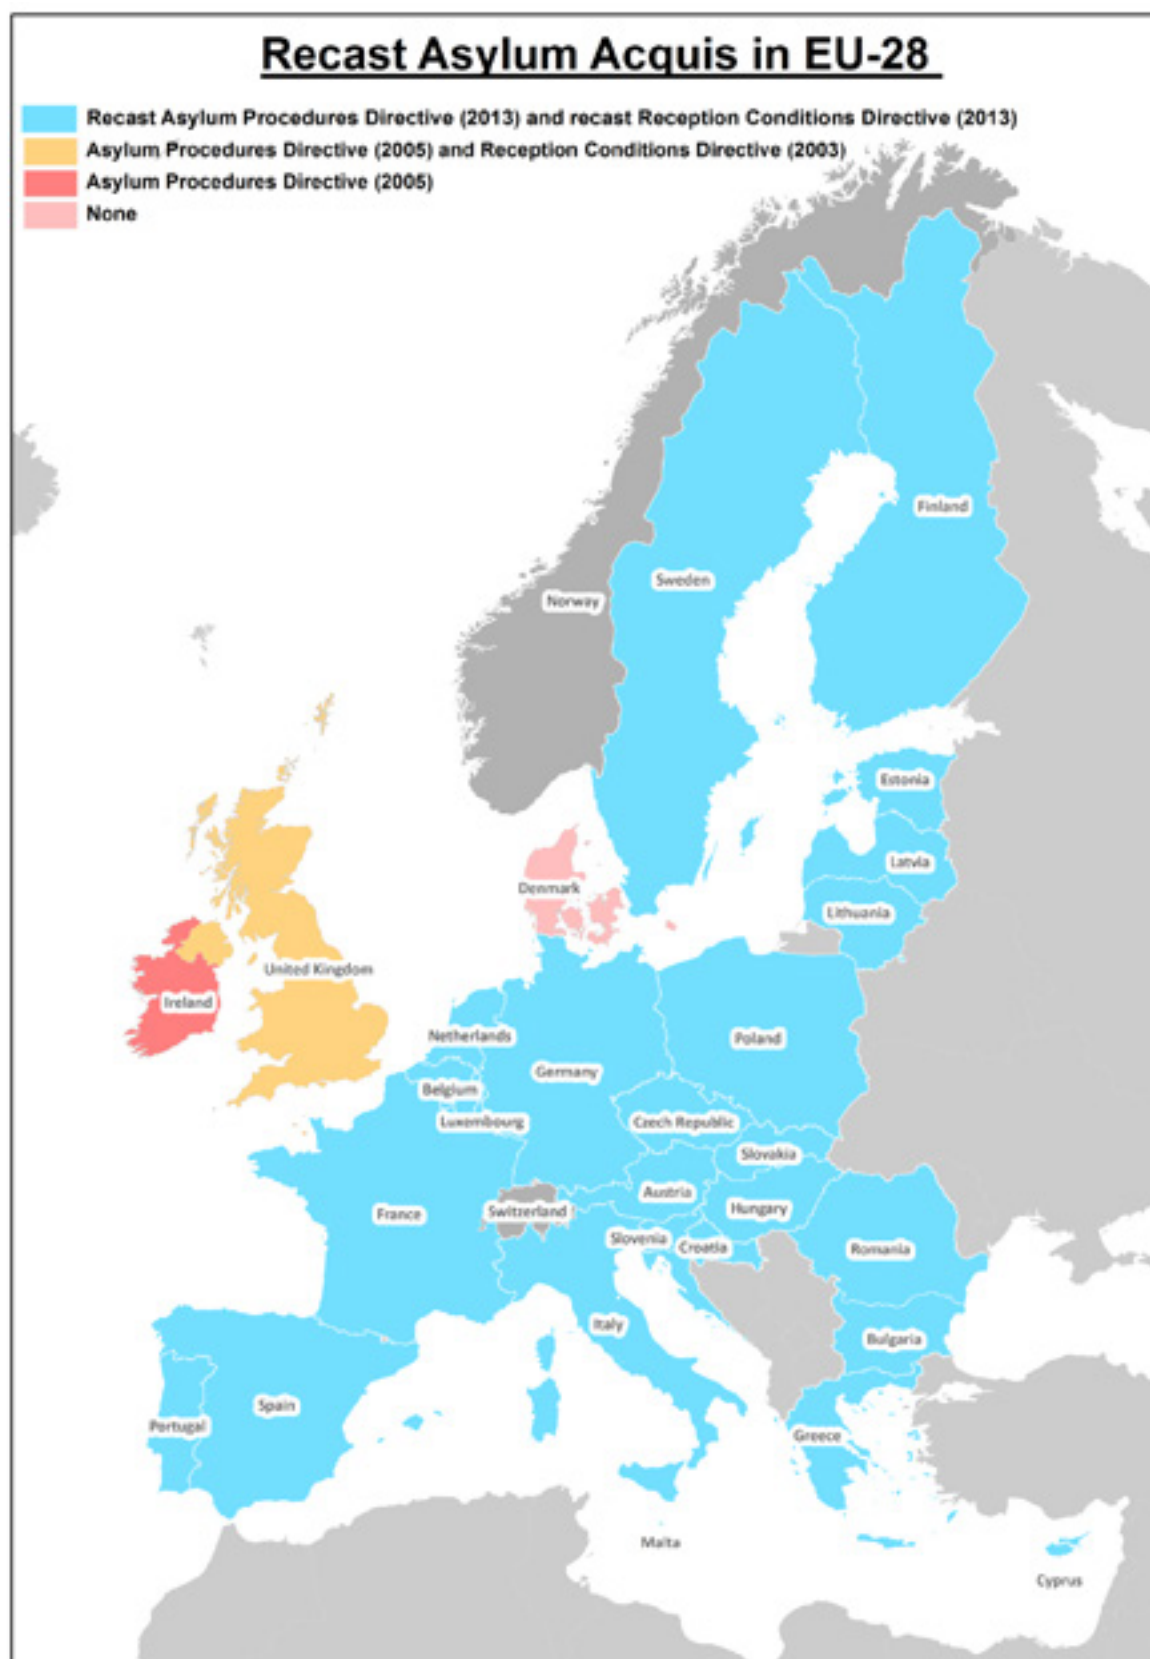 Recast Asylum Acquis in EU-28
Recast Asylum Procedures Directive (2013) and recast Reception Conditions Directive (2013)
Asylum Procedures Directive (2005) and Reception Conditions Directive (2003)
Asylum Procedures Directive (2005)
None
Finland
Sweden
Norway
Estonia
Latvia
Denmark
Lithuania
United Kingdom
Ireland
Netherlands
Poland
Germany
Belgium
Luxembourg
Czech Republic
Slovakia
Austria
Hungary
Switzerland
France
Slovenia
Croatia
Romania
Italy
Bulgaria
Spain
Portugal
Greece
Malta
Cyprus